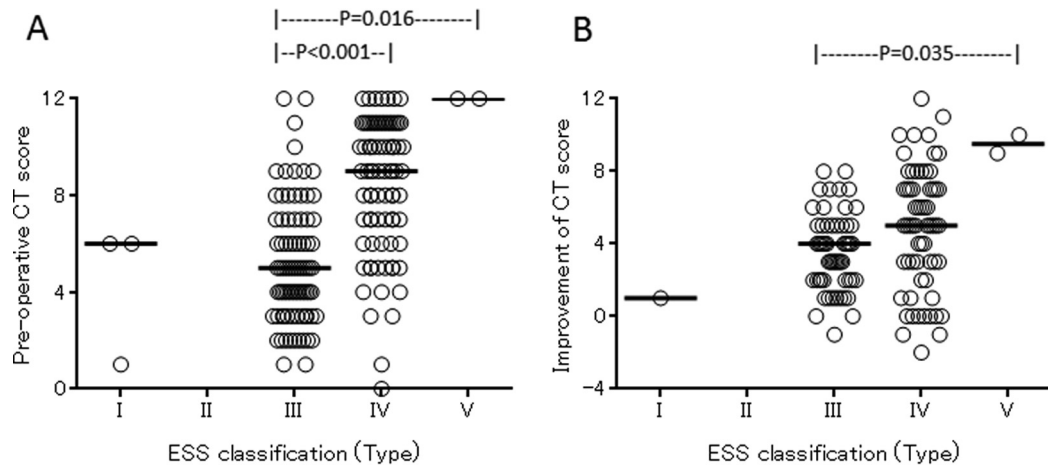 A
|--------P=0.016--------|
|--P<0.001--|
Pre-operative CT score
12
8
4
0
I II III IV V
ESS classification (Type)
B
|--------P=0.035--------|
Improvement of CT score
12
8
4
0
-4
I II III IV V
ESS classification (Type)